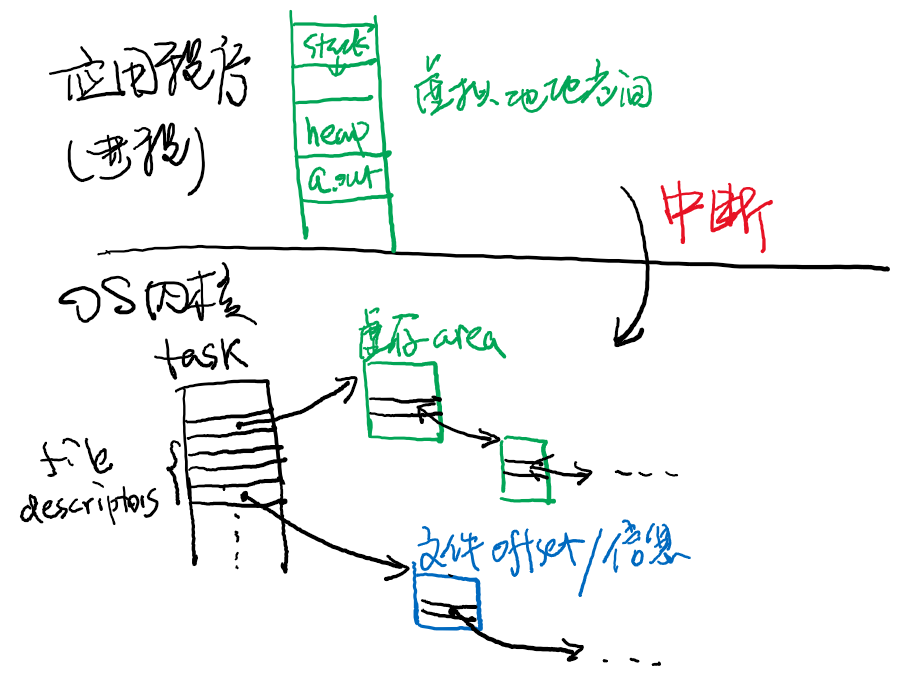 应用程序
(进程)
stack
heap
a.out
虚拟地址空间
中断
OS内核
task
虚存area
file
descriptors
文件offset/信息